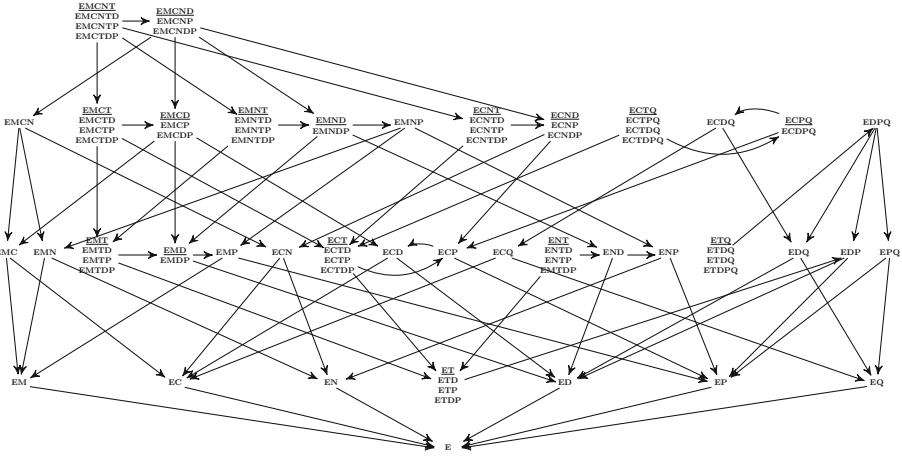 EMCNT
EMCNTD
EMCNTP
EMCTDP
EMCND
EMCNP
EMCNDP
EMCN
EMCT
EMCTD
EMCTP
EMCTDP
EMCD
EMCP
EMCDP
EMNT
EMNTD
EMNTP
EMNTDP
EMND
EMNDP
EMNP
ECNT
ECNTD
ECNTP
ECNTDP
ECND
ECNP
ECNDP
ECTQ
ECTPQ
ECTDQ
ECTDPQ
ECDQ
ECPQ
ECDPQ
EDPQ
MC
EMN
EMT
EMTD
EMTP
EMTDP
EMD
EMDP
EMP
ECN
ECT
ECTD
ECTP
ECTDP
ECD
ECP
ECQ
ENT
ENTD
ENTP
EMTDP
END
ENP
ETQ
ETDQ
ETDQ
ETDPQ
EDQ
EDP
EPQ
EM
EC
EN
ET
ETD
ETP
ETDP
ED
EP
EQ
E